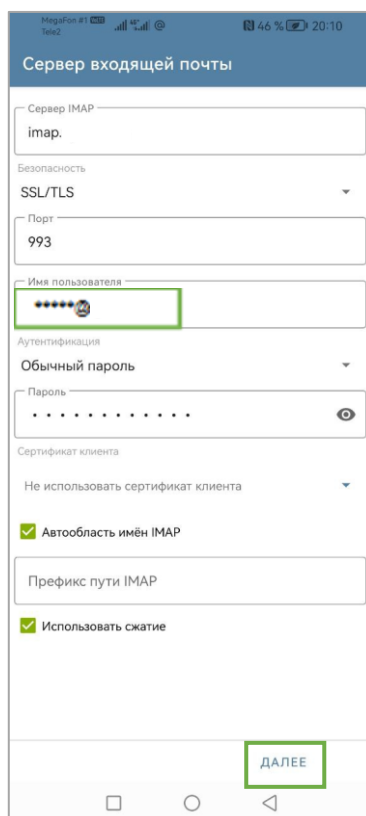 MegaFon #1
Tele2
46 % 20:10
Сервер входящей почты
Сервер IMAP
imap.
Безопасность
SSL/TLS
Порт
993
Имя пользователя
*****@
Аутентификация
Обычный пароль
Пароль
• • • • • • • • • • • •
Сертификат клиента
Не использовать сертификат клиента
Автообласть имён IMAP
Префикс пути IMAP
Использовать сжатие
ДАЛЕЕ